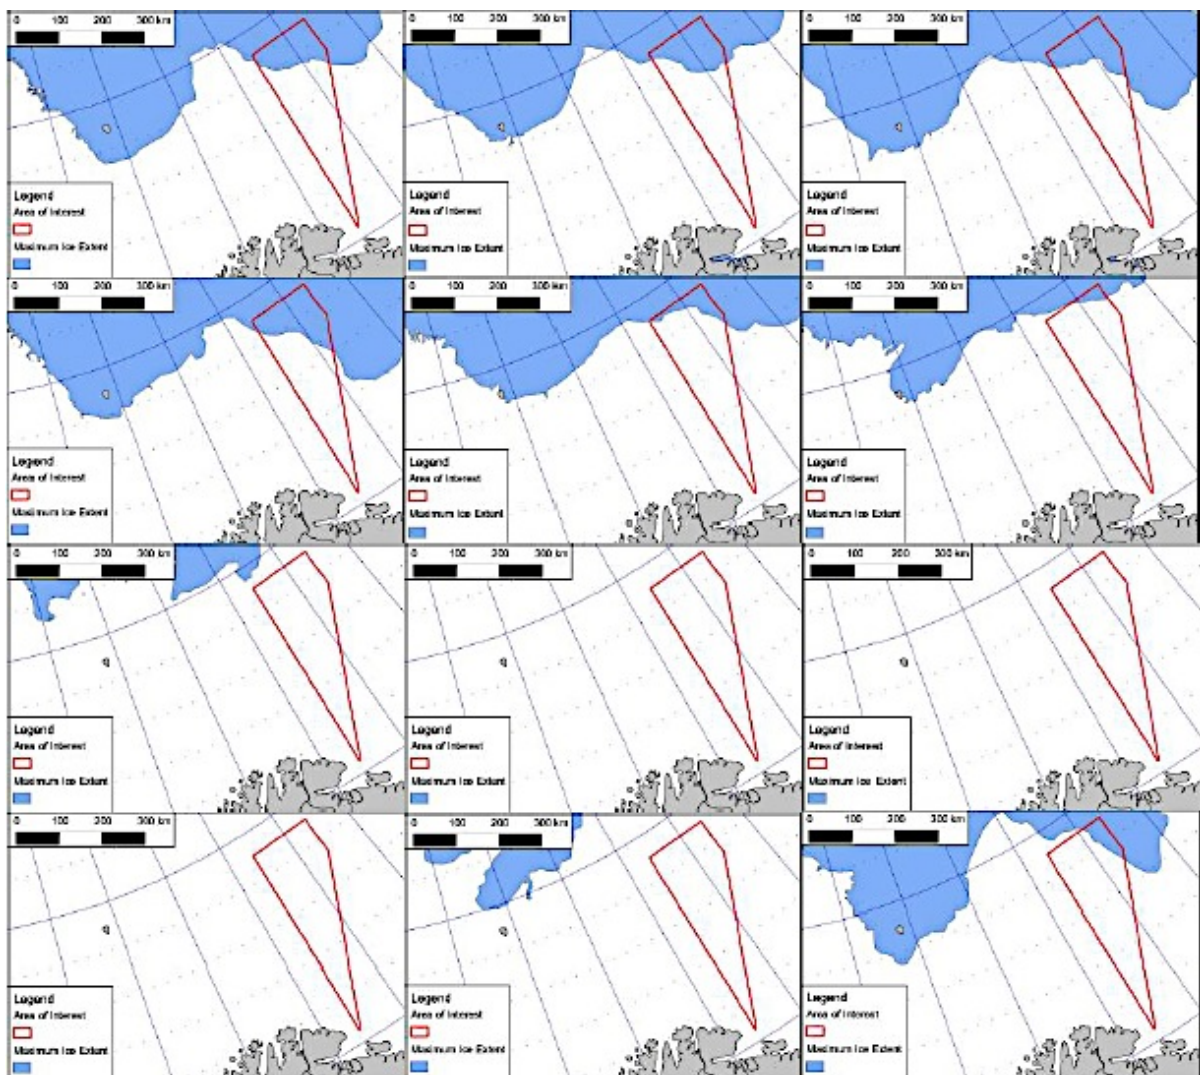 0 100 200 300 km
0 100 200 300 km
0 100 200 300 km
Legend
Area of Interest
Maximum Ice Extent
Legend
Area of Interest
Maximum Ice Extent
Legend
Area of Interest
Maximum Ice Extent
0 100 200 300 km
0 100 200 300 km
0 100 200 300 km
Legend
Area of Interest
Maximum Ice Extent
Legend
Area of Interest
Maximum Ice Extent
Legend
Area of Interest
Maximum Ice Extent
0 100 200 300 km
0 100 200 300 km
0 100 200 300 km
Legend
Area of Interest
Maximum Ice Extent
Legend
Area of Interest
Maximum Ice Extent
Legend
Area of Interest
Maximum Ice Extent
0 100 200 300 km
0 100 200 300 km
0 100 200 300 km
Legend
Area of Interest
Maximum Ice Extent
Legend
Area of Interest
Maximum Ice Extent
Legend
Area of Interest
Maximum Ice Extent